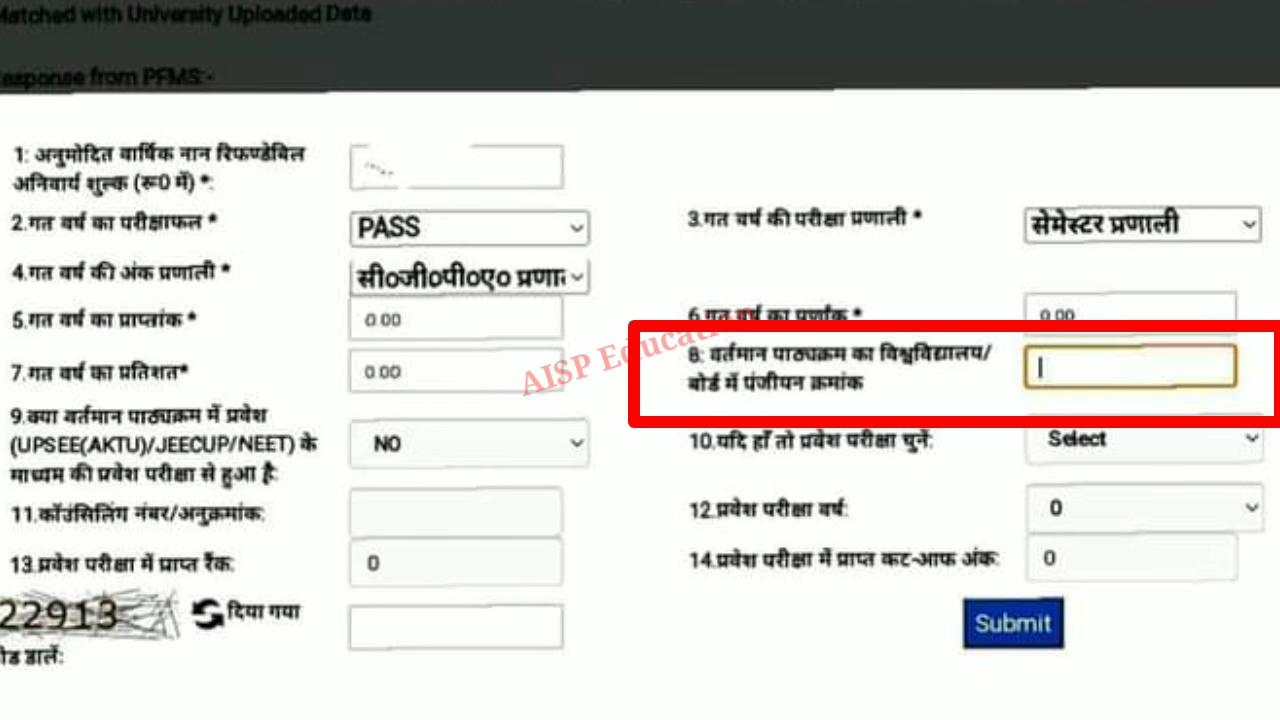 Matched with University Uploaded Data
Response from PFMS:-
1: अनुमोदित वार्षिक नान रिफण्डेबिल
अनिवार्य शुल्क (रू0 में) *:
2.गत वर्ष का परीक्षाफल * PASS
3.गत वर्ष की परीक्षा प्रणाली * सेमेस्टर प्रणाली
4.गत वर्ष की अंक प्रणाली * सी०जी०पी०ए० प्रणा
5.गत वर्ष का प्राप्तांक * 0.00
6.गत वर्ष का पूर्णांक * 0.00
7.गत वर्ष का प्रतिशत* 0.00
AISP Education
8: वर्तमान पाठ्यक्रम का विश्वविद्यालय/
बोर्ड में पंजीयन क्रमांक
9.क्या वर्तमान पाठ्यक्रम में प्रवेश
(UPSEE(AKTU)/JEECUP/NEET) के
माध्यम की प्रवेश परीक्षा से हुआ है: NO
10.यदि हाँ तो प्रवेश परीक्षा चुनें: Select
11.कॉउंसिलिंग नंबर/अनुक्रमांक:
12.प्रवेश परीक्षा वर्ष: 0
13.प्रवेश परीक्षा में प्राप्त रैंक: 0
14.प्रवेश परीक्षा में प्राप्त कट-आफ अंक: 0
22913 दिया गया
कोड डालें:
Submit